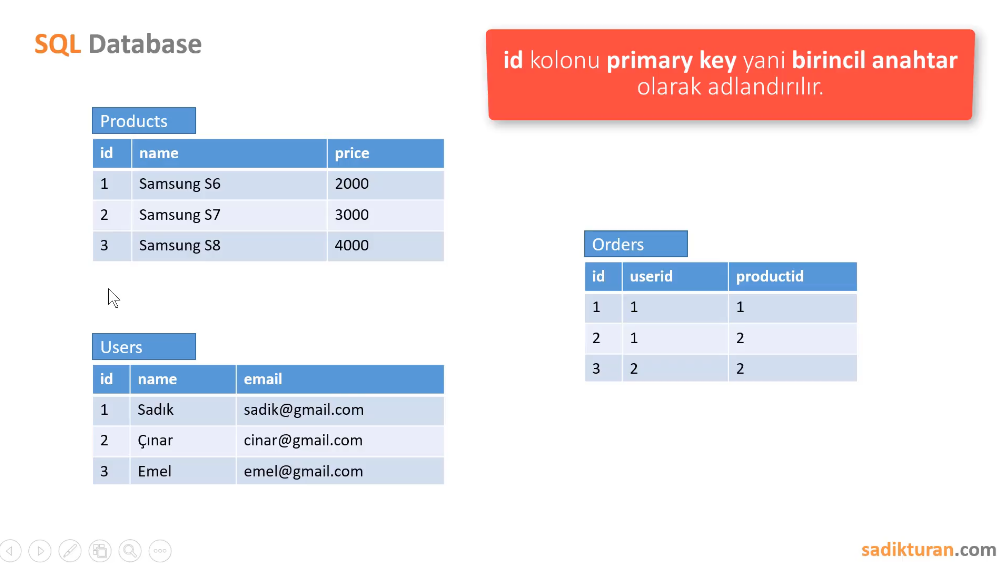 SQL Database
id kolonu primary key yani birincil anahtar
olarak adlandırılır.
Products
id name price
1 Samsung S6 2000
2 Samsung S7 3000
3 Samsung S8 4000
Orders
id userid productid
1 1 1
2 1 2
3 2 2
Users
id name email
1 Sadık sadik@gmail.com
2 Çınar cinar@gmail.com
3 Emel emel@gmail.com
sadikturan.com